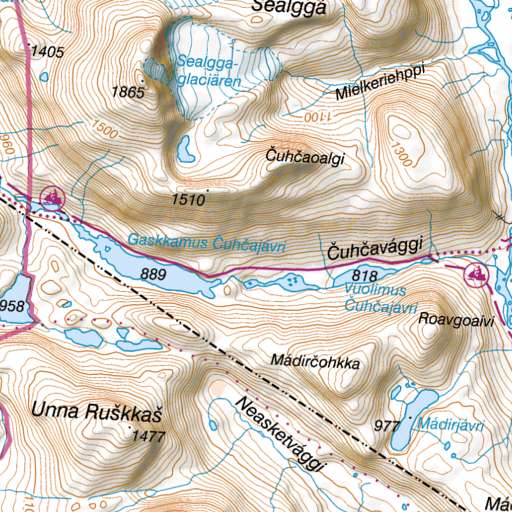 Sealggá
1405
Sealgga-
glaciären
1865
Mielkeriehppi
1100
1500
960
1300
Čuhčaoalgi
1510
Gaskkamus Čuhčajávri
Čuhčavággi
889
818
Vuolimus
Čuhčajávri
958
Roavgoaivi
Mádirčohkka
Unna Ruškkaš
1477
Neasketvággi
977
Mádirjávri